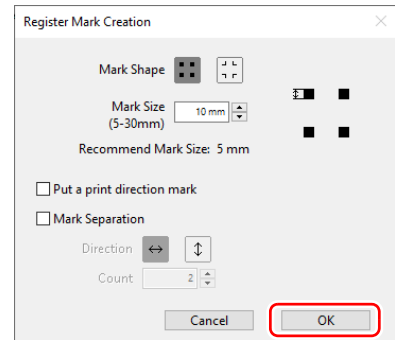 Register Mark Creation
Mark Shape
Mark Size
(5-30mm)
10 mm
Recommend Mark Size: 5 mm
Put a print direction mark
Mark Separation
Direction
Count
2
Cancel
OK